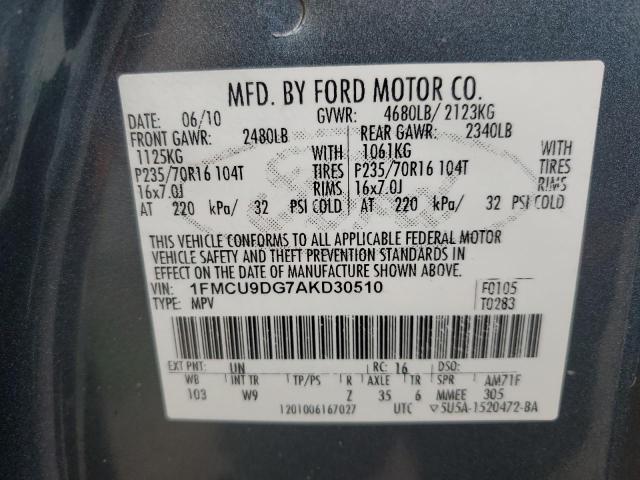 MFD. BY FORD MOTOR CO.
DATE: 06/10 GVWR: 4680LB/ 2123KG
FRONT GAWR: 2480LB REAR GAWR: 2340LB
1125KG WITH 1061KG WITH
P235/70R16 104T TIRES P235/70R16 104T TIRES
16x7.0J RIMS 16x7.0J RIMS
AT 220 kPa/ 32 PSI COLD AT 220 kPa/ 32 PSI COLD
THIS VEHICLE CONFORMS TO ALL APPLICABLE FEDERAL MOTOR
VEHICLE SAFETY AND THEFT PREVENTION STANDARDS IN
EFFECT ON THE DATE OF MANUFACTURE SHOWN ABOVE.
VIN: 1FMCU9DG7AKD30510 F0105
TYPE: MPV T0283
EXT PNT: UN RC: 16 DSO:
WB INT TR TP/PS R AXLE TR SPR AM71F
103 W9 Z 35 6 MMEE 305
1201006167027 UTC ▽5U5A-1520472-BA